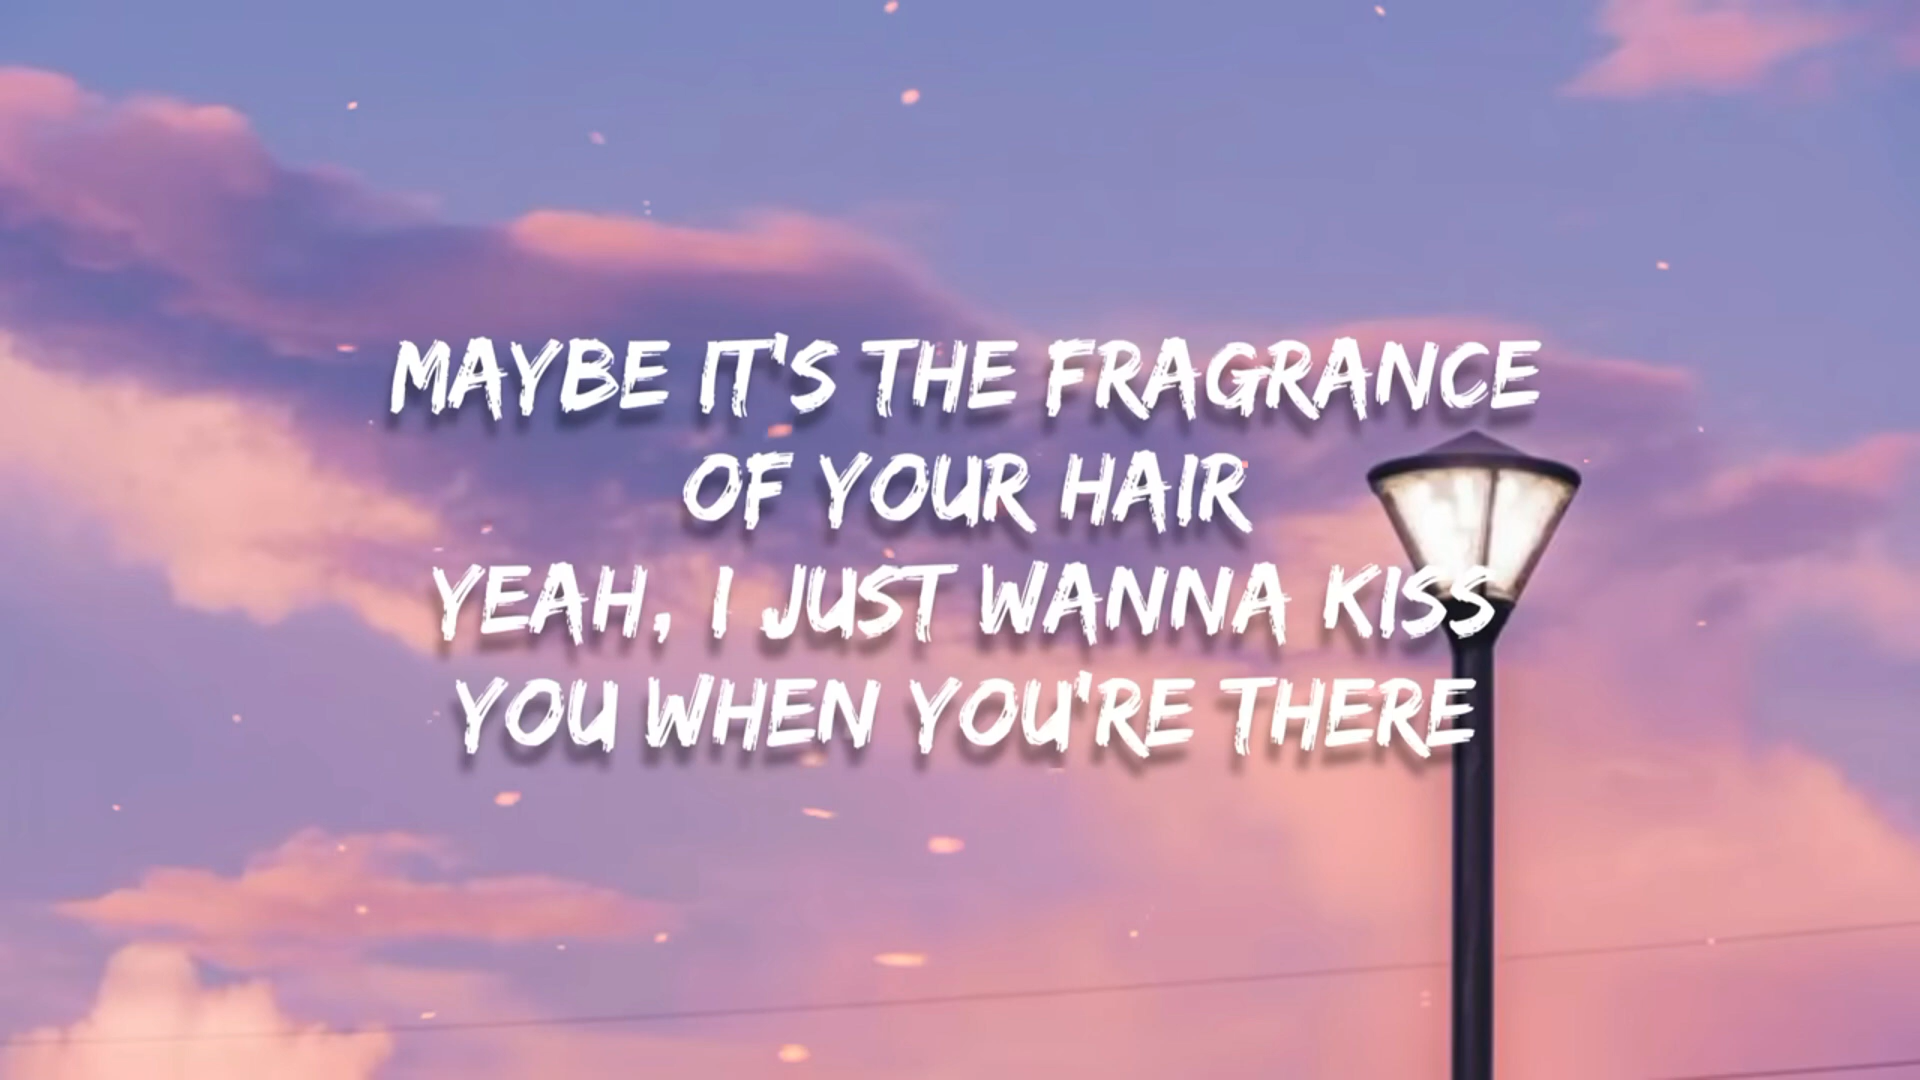 MAYBE IT'S THE FRAGRANCE
OF YOUR HAIR
YEAH, I JUST WANNA KISS
YOU WHEN YOU'RE THERE